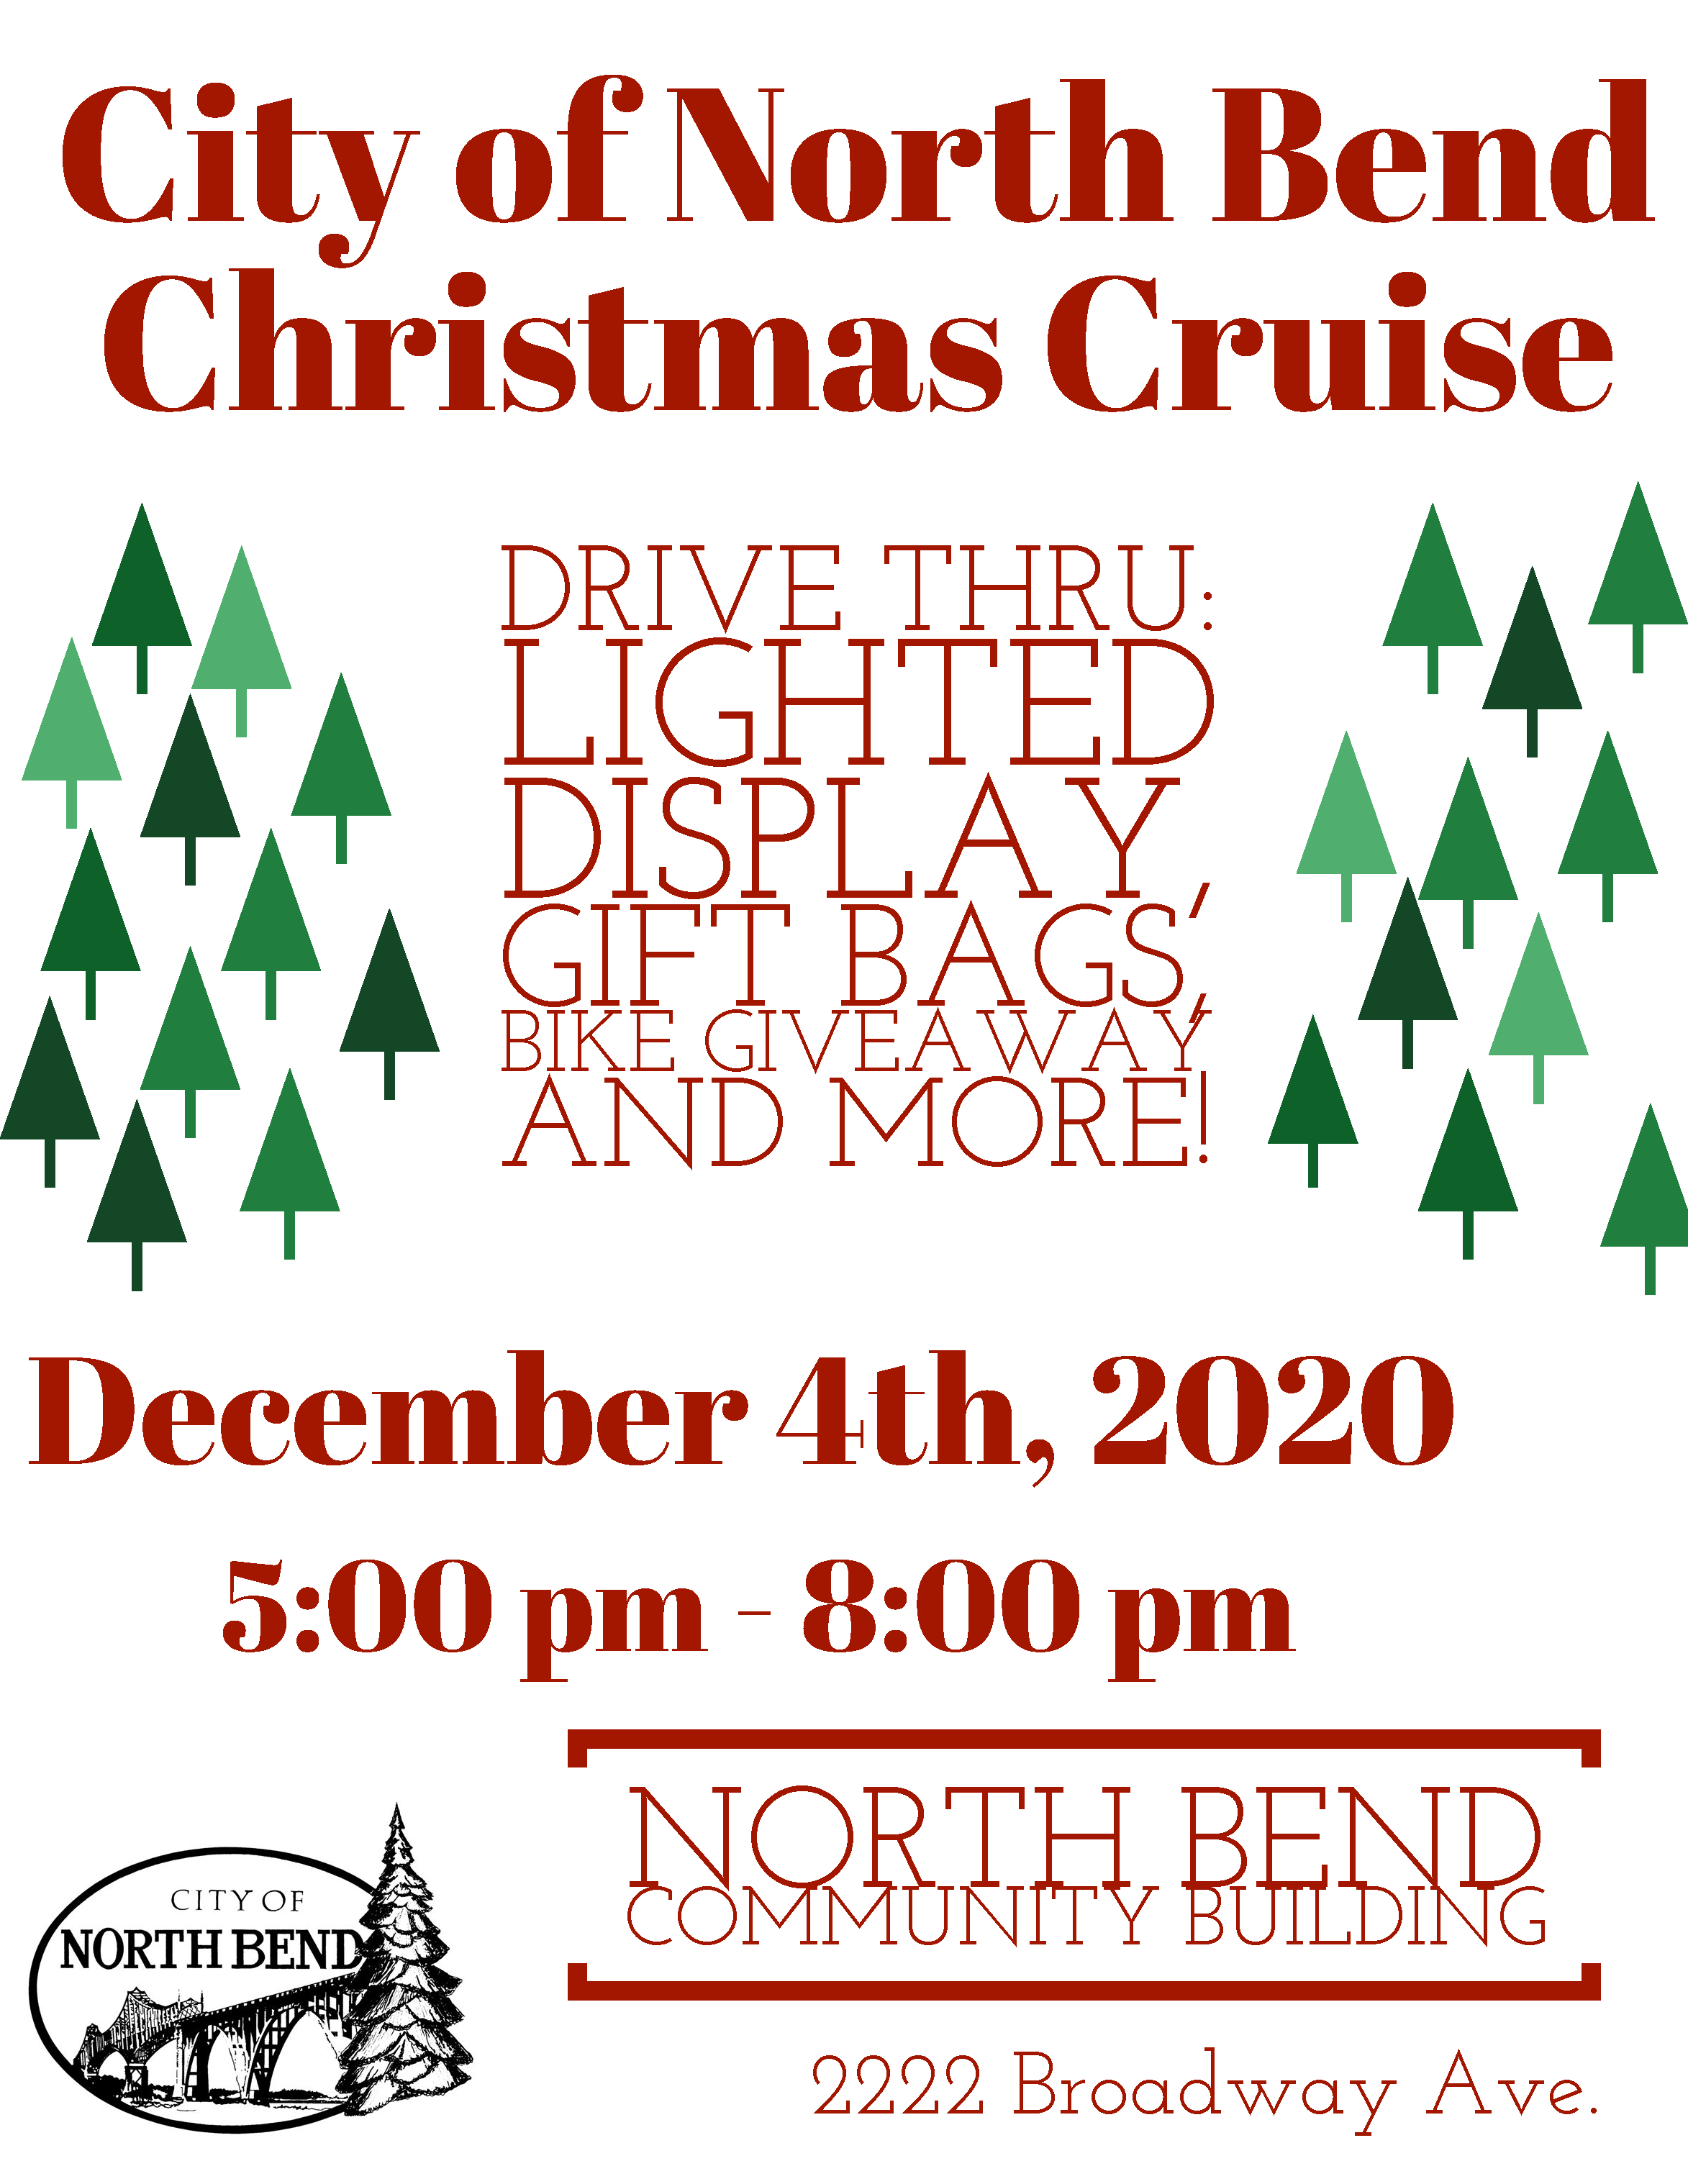 City of North Bend
Christmas Cruise
DRIVE THRU:
LIGHTED
DISPLAY,
GIFT BAGS,
BIKE GIVEAWAY,
AND MORE!
December 4th, 2020
5:00 pm - 8:00 pm
NORTH BEND
COMMUNITY BUILDING
2222 Broadway Ave.
CITY OF
NORTH BEND